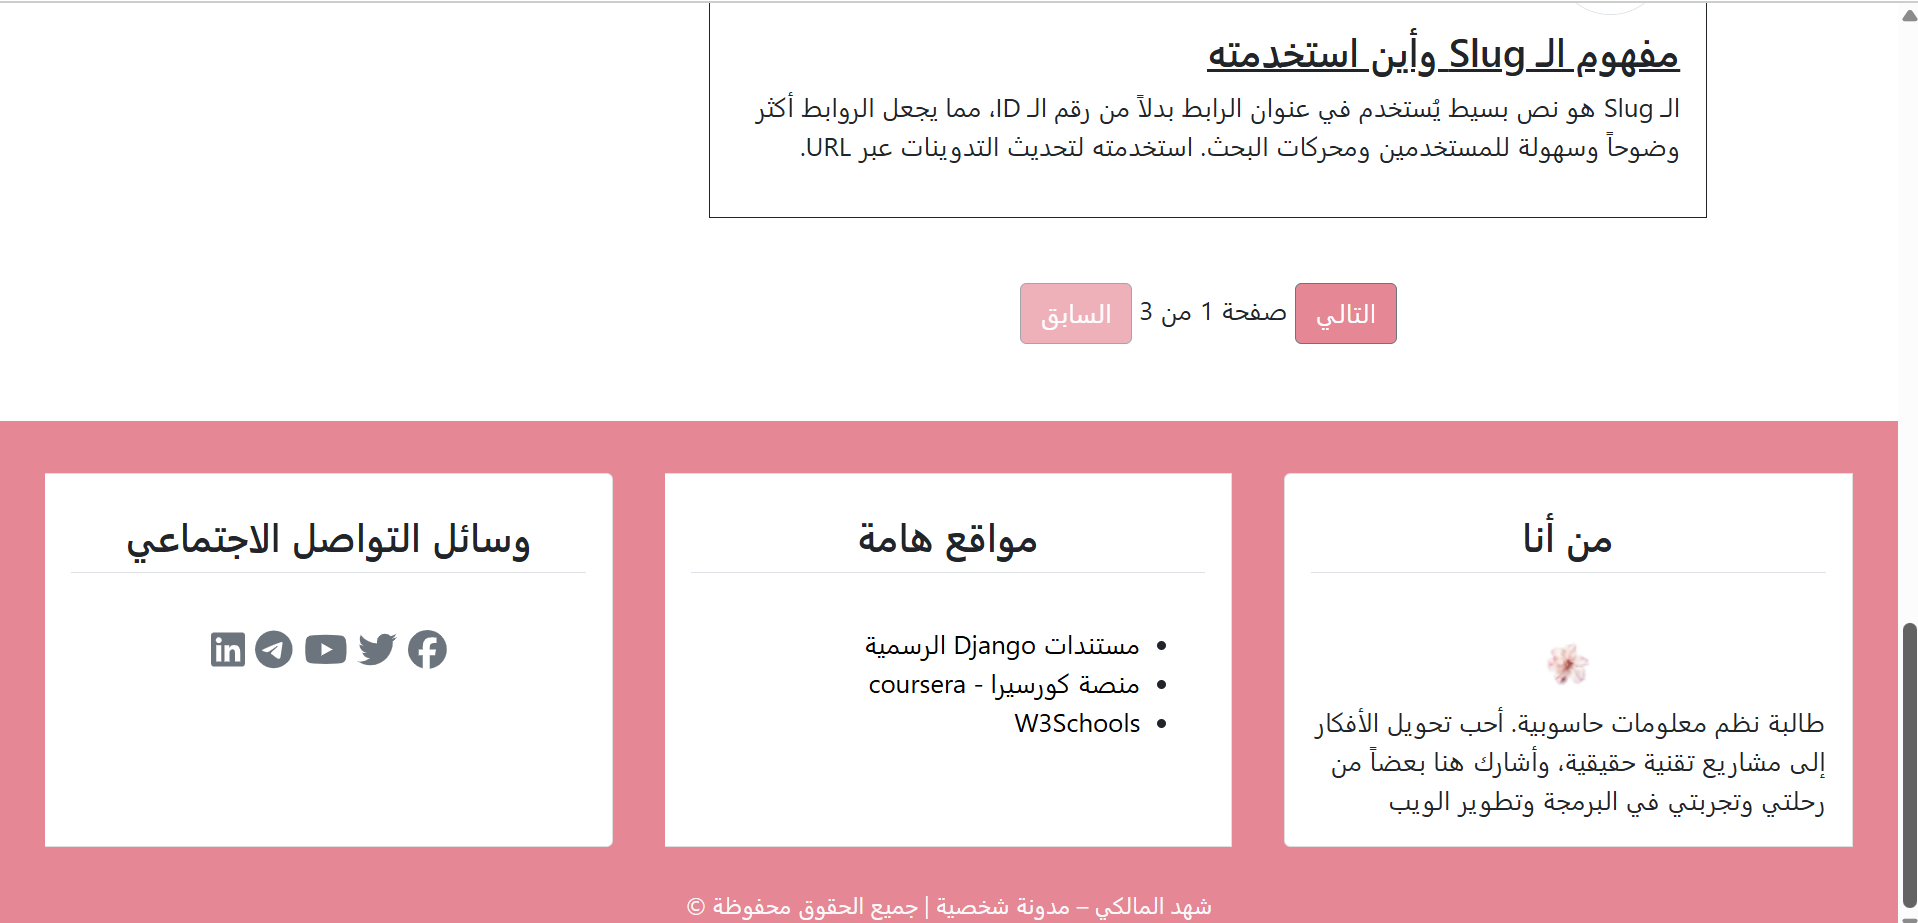 مفهوم الـ Slug وأين استخدمته
الـ Slug هو نص بسيط يُستخدم في عنوان الرابط بدلاً من رقم الـ ID، مما يجعل الروابط أكثر
وضوحاً وسهولة للمستخدمين ومحركات البحث. استخدمته لتحديث التدوينات عبر URL.
التالي صفحة 1 من 3 السابق
من أنا
طالبة نظم معلومات حاسوبية. أحب تحويل الأفكار
إلى مشاريع تقنية حقيقية، وأشارك هنا بعضاً من
رحلتي وتجربتي في البرمجة وتطوير الويب
مواقع هامة
مستندات Django الرسمية
منصة كورسيرا - coursera
W3Schools
وسائل التواصل الاجتماعي
شهد المالكي – مدونة شخصية | جميع الحقوق محفوظة ©